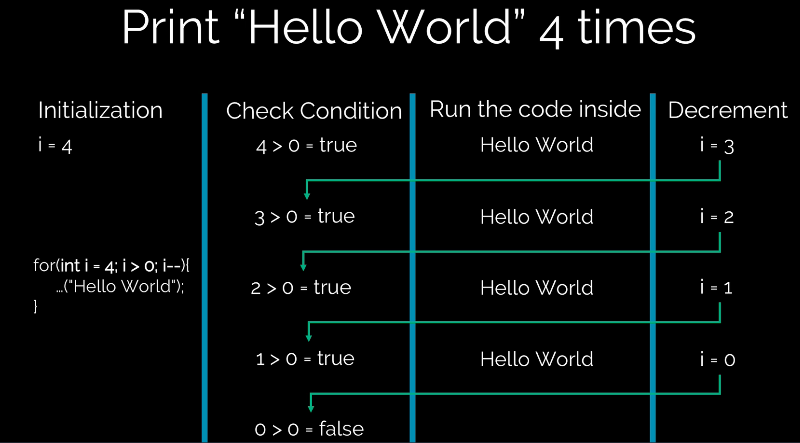 Print “Hello World” 4 times
Initialization
Check Condition
Run the code inside
Decrement
i = 4
4 > 0 = true
Hello World
i = 3
3 > 0 = true
Hello World
i = 2
for(int i = 4; i > 0; i--){
...("Hello World");
}
2 > 0 = true
Hello World
i = 1
1 > 0 = true
Hello World
i = 0
0 > 0 = false